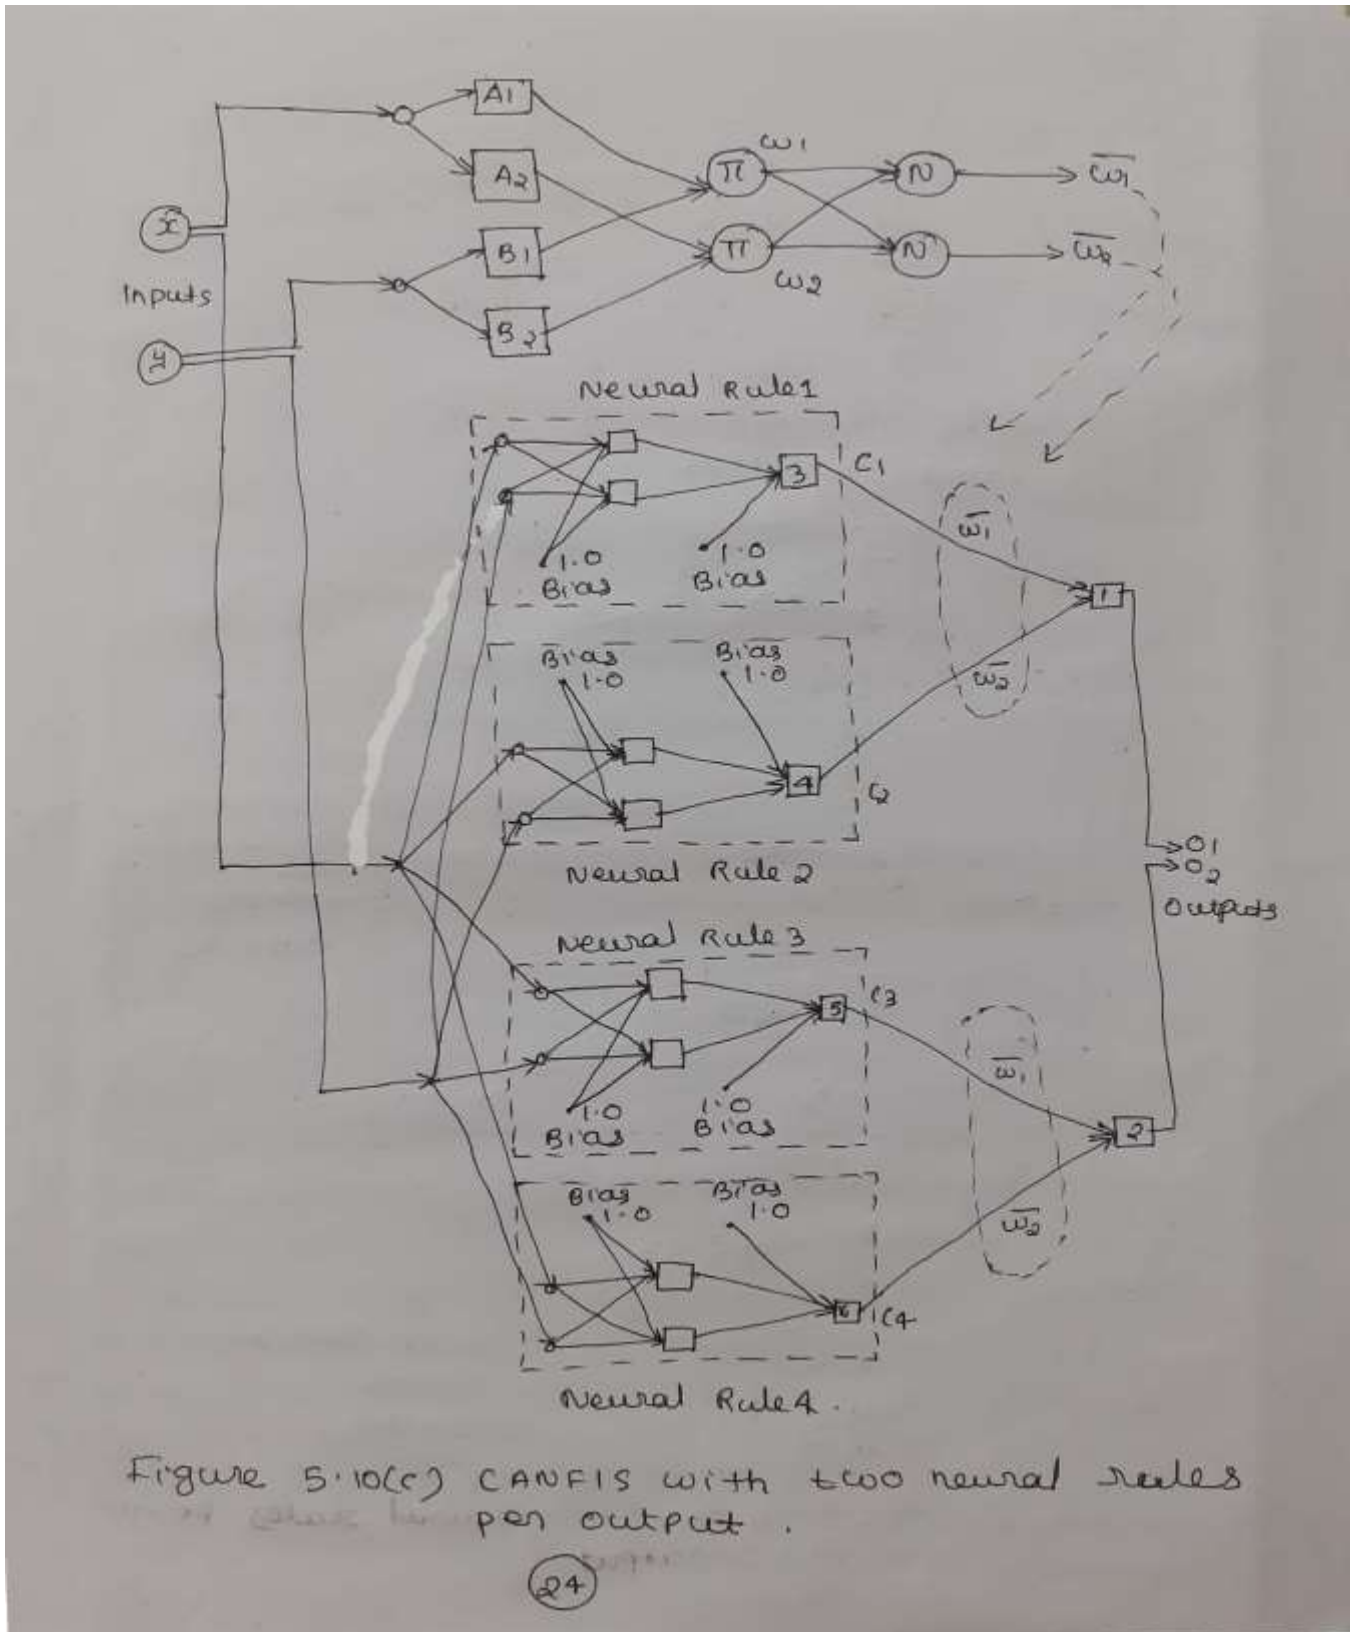 A1
A2
B1
B2
x
Inputs
y
π
ω1
π
ω2
N
N
ω̅1
ω̅2
Neural Rule1
3
C1
1.0
Bias
1.0
Bias
ω̅1
ω̅2
1
Bias
1.0
Bias
1.0
4
C2
Neural Rule 2
O1
O2
Outputs
Neural Rule 3
5
C3
1.0
Bias
1.0
Bias
ω̅1
ω̅2
2
Bias
1.0
Bias
1.0
6
C4
Neural Rule 4.
Figure 5.10(c) CANFIS with two neural rules
per output.
24